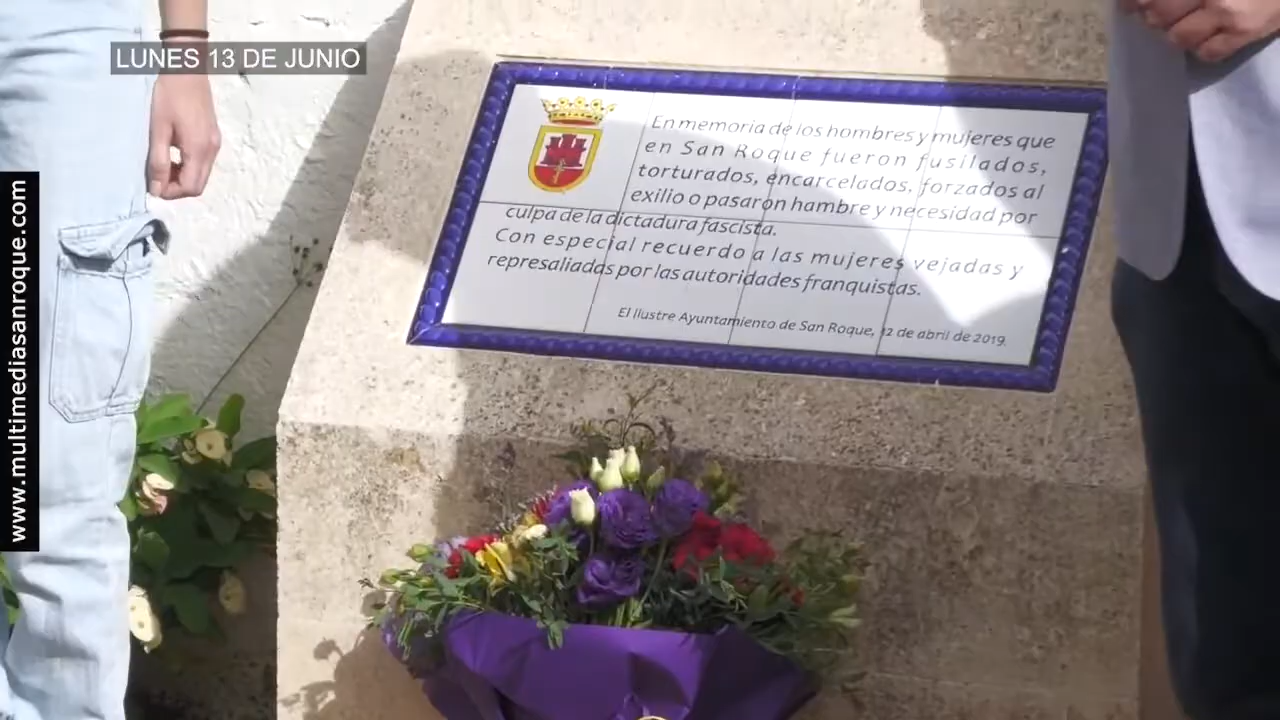 LUNES 13 DE JUNIO
www.multimediasanroque.com
En memoria de los hombres y mujeres que
en San Roque fueron fusilados,
torturados, encarcelados, forzados al
exilio o pasaron hambre y necesidad por
culpa de la dictadura fascista.
Con especial recuerdo a las mujeres vejadas y
represaliadas por las autoridades franquistas.
El Ilustre Ayuntamiento de San Roque, 12 de abril de 2019.